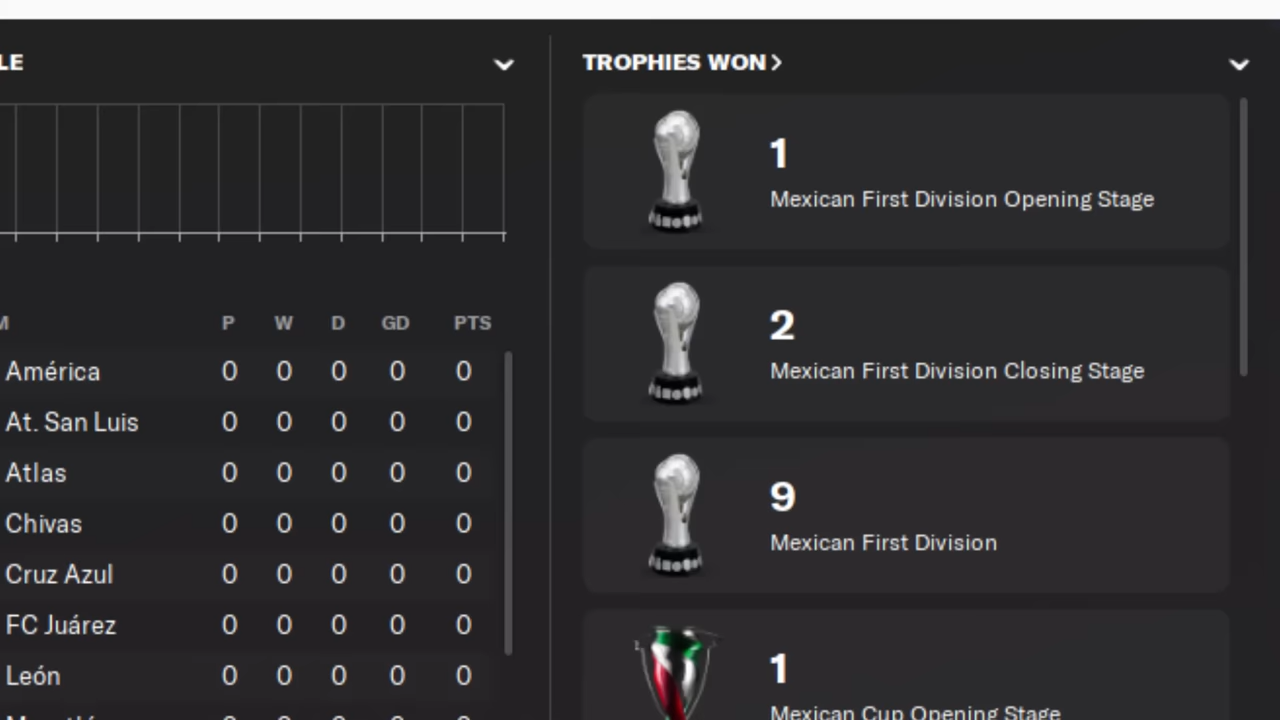 LE
TROPHIES WON
1
Mexican First Division Opening Stage
2
Mexican First Division Closing Stage
9
Mexican First Division
1
Mexican Cup Opening Stage
P W D GD PTS
América 0 0 0 0 0
At. San Luis 0 0 0 0 0
Atlas 0 0 0 0 0
Chivas 0 0 0 0 0
Cruz Azul 0 0 0 0 0
FC Juárez 0 0 0 0 0
León 0 0 0 0 0